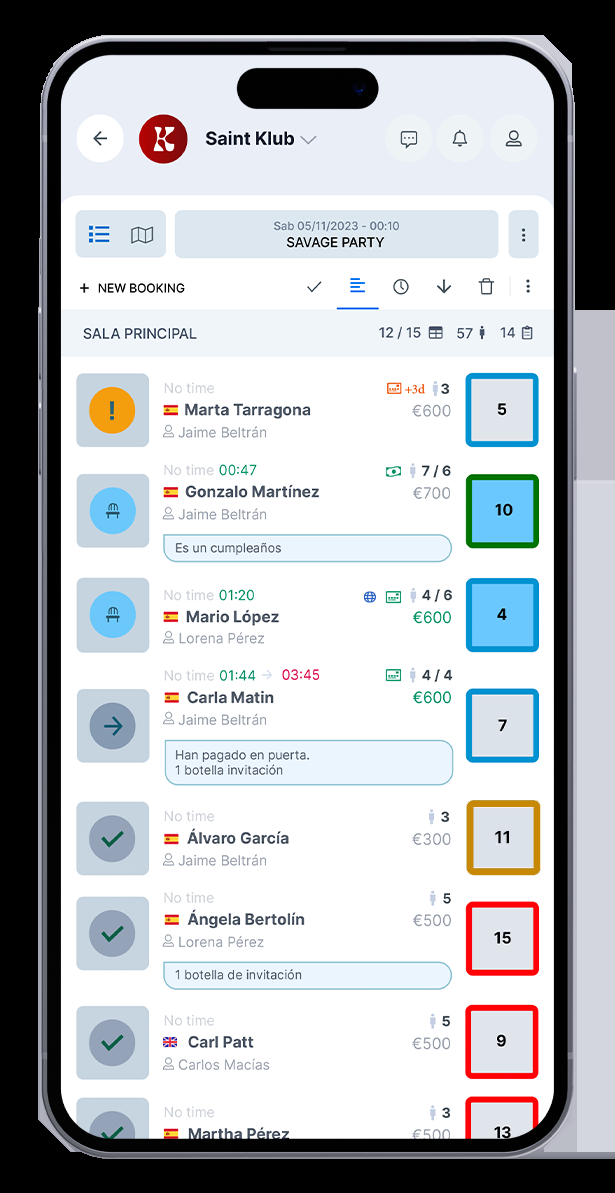 K Saint Klub
Sab 05/11/2023 - 00:10
SAVAGE PARTY
+ NEW BOOKING
SALA PRINCIPAL 12 / 15 57 14
No time +3d 3
! Marta Tarragona €600 5
Jaime Beltrán
No time 00:47 7 / 6
Gonzalo Martínez €700 10
Jaime Beltrán
Es un cumpleaños
No time 01:20 4 / 6
Mario López €600 4
Lorena Pérez
No time 01:44 → 03:45 4 / 4
Carla Matin €600 7
Jaime Beltrán
Han pagado en puerta.
1 botella invitación
No time 3
Álvaro García €300 11
Jaime Beltrán
No time 5
Ángela Bertolín €500 15
Lorena Pérez
1 botella de invitación
No time 5
Carl Patt €500 9
Carlos Macías
No time 3
Martha Pérez €500 13